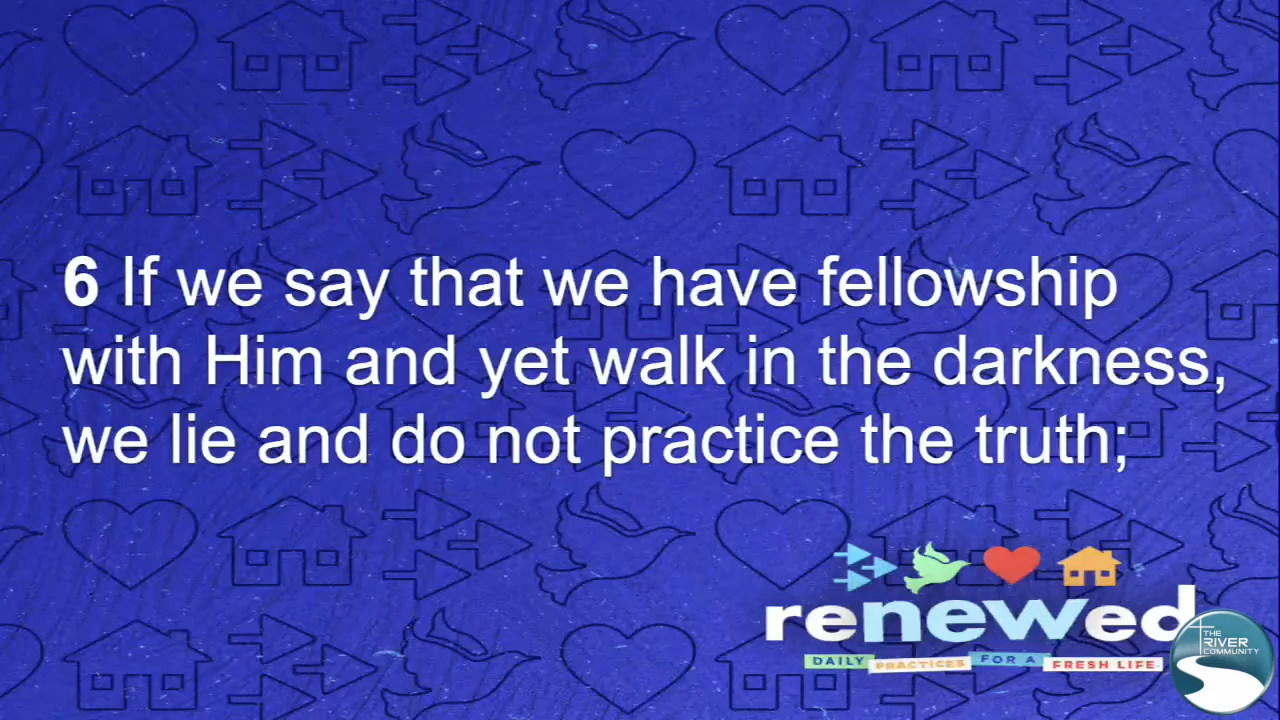 6 If we say that we have fellowship
with Him and yet walk in the darkness,
we lie and do not practice the truth;
renewed
DAILY PRACTICES FOR A FRESH LIFE.
THE
RIVER
COMMUNITY